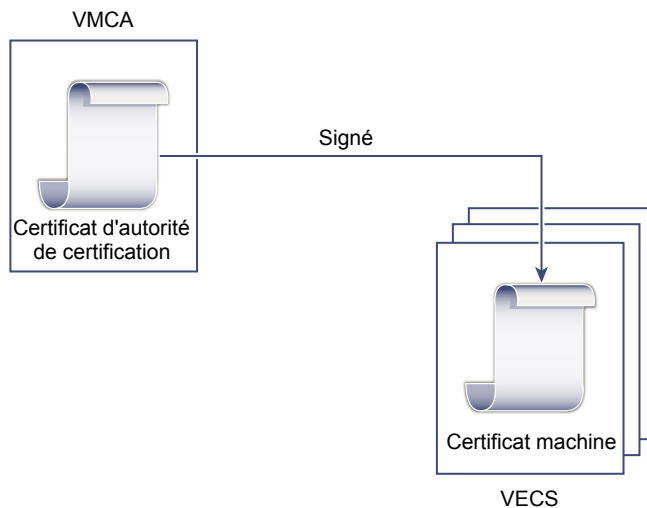 VMCA
Signé
Certificat d'autorité
de certification
Certificat machine
VECS